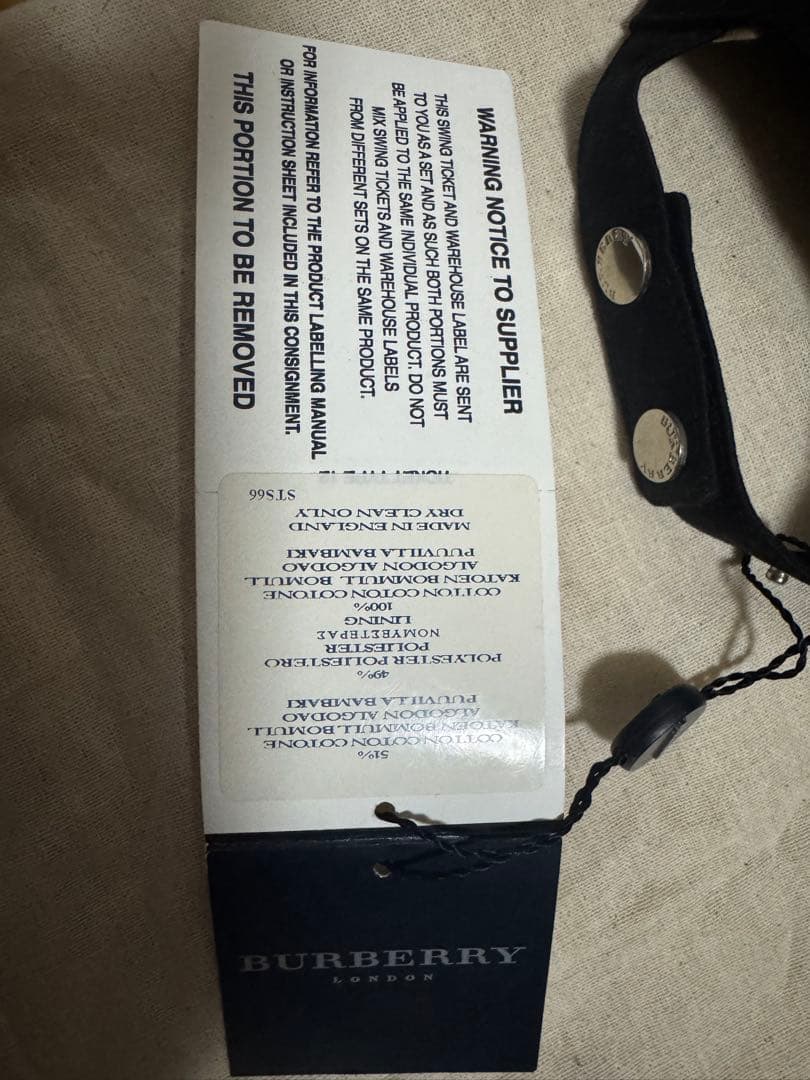 WARNING NOTICE TO SUPPLIER
THIS SWING TICKET AND WAREHOUSE LABEL ARE SENT
TO YOU AS A SET AND AS SUCH BOTH PORTIONS MUST
BE APPLIED TO THE SAME INDIVIDUAL PRODUCT. DO NOT
MIX SWING TICKETS AND WAREHOUSE LABELS
FROM DIFFERENT SETS ON THE SAME PRODUCT.
FOR INFORMATION REFER TO THE PRODUCT LABELLING MANUAL
OR INSTRUCTION SHEET INCLUDED IN THIS CONSIGNMENT.
THIS PORTION TO BE REMOVED
51%
COTTON COTON COTONE
KATOEN BOMMULL BOMULL
ALGODON ALGODAO
PUUVILLA BAMBAKI
49%
POLYESTER POLIESTERO
POLIESTER
ΝΟΜΥΕΣΤΕΡΑΣ
LINING
100%
COTTON COTON COTONE
KATOEN BOMMULL BOMULL
ALGODON ALGODAO
PUUVILLA BAMBAKI
MADE IN ENGLAND
DRY CLEAN ONLY
STS66
BURBERRY
LONDON
BURBERRY